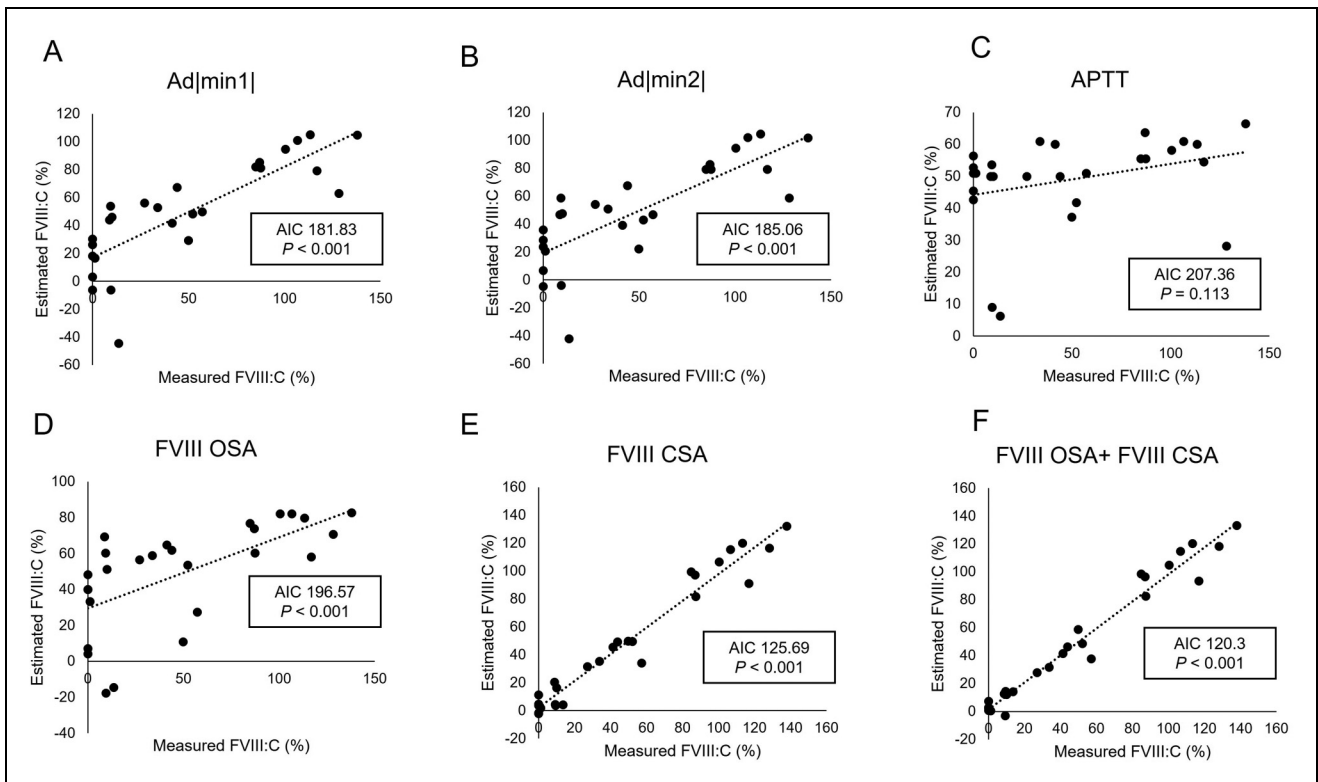 A
Ad|min1|
Estimated FVIII:C (%)
120
100
80
60
40
20
0
-20
-40
-60
0
50
100
150
AIC 181.83
P < 0.001
Measured FVIII:C (%)
B
Ad|min2|
Estimated FVIII:C (%)
120
100
80
60
40
20
0
-20
-40
-60
0
50
100
150
AIC 185.06
P < 0.001
Measured FVIII:C (%)
C
APTT
Estimated FVIII:C (%)
70
60
50
40
30
20
10
0
0
50
100
150
AIC 207.36
P = 0.113
Measured FVIII:C (%)
D
FVIII OSA
Estimated FVIII:C (%)
100
80
60
40
20
0
-20
-40
0
50
100
150
AIC 196.57
P < 0.001
Measured FVIII:C (%)
E
FVIII CSA
Estimated FVIII:C (%)
160
140
120
100
80
60
40
20
0
-20
0
20
40
60
80
100
120
140
160
AIC 125.69
P < 0.001
Measured FVIII:C (%)
F
FVIII OSA+ FVIII CSA
Estimated FVIII:C (%)
160
140
120
100
80
60
40
20
0
-20
0
20
40
60
80
100
120
140
160
AIC 120.3
P < 0.001
Measured FVIII:C (%)